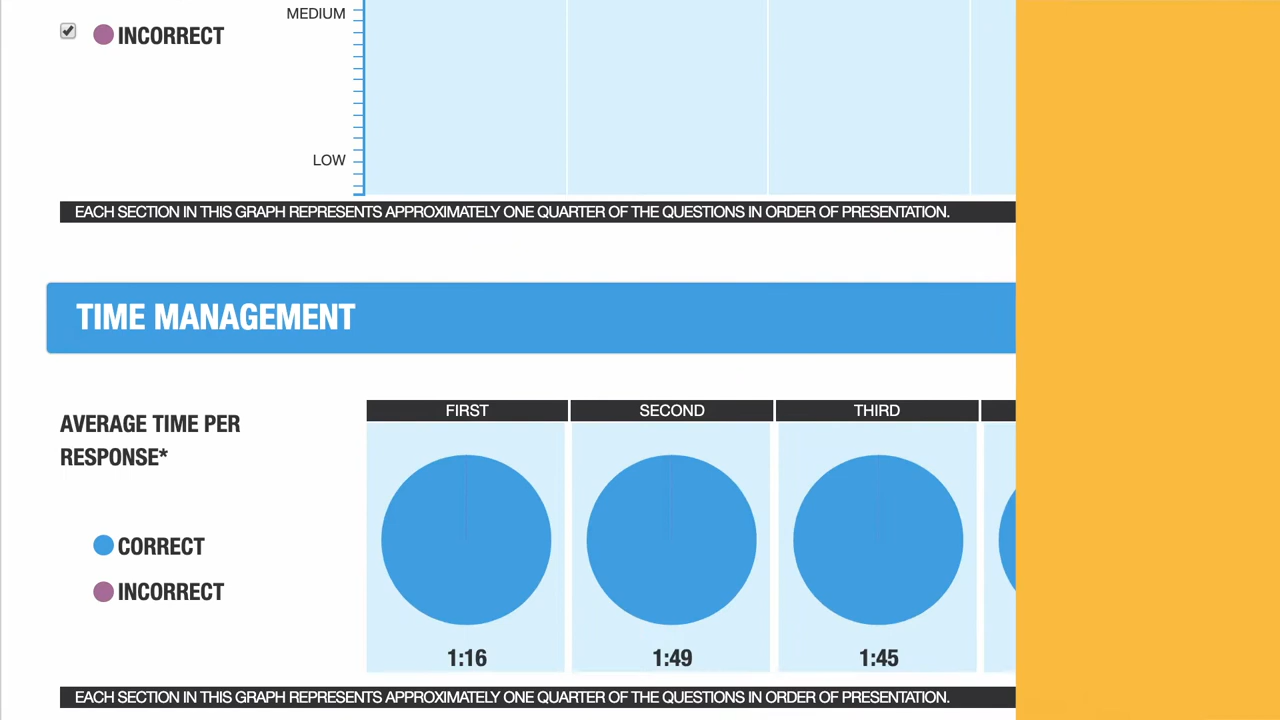 MEDIUM
INCORRECT
LOW
EACH SECTION IN THIS GRAPH REPRESENTS APPROXIMATELY ONE QUARTER OF THE QUESTIONS IN ORDER OF PRESENTATION.
TIME MANAGEMENT
AVERAGE TIME PER
RESPONSE*
CORRECT
INCORRECT
FIRST SECOND THIRD
1:16 1:49 1:45
EACH SECTION IN THIS GRAPH REPRESENTS APPROXIMATELY ONE QUARTER OF THE QUESTIONS IN ORDER OF PRESENTATION.